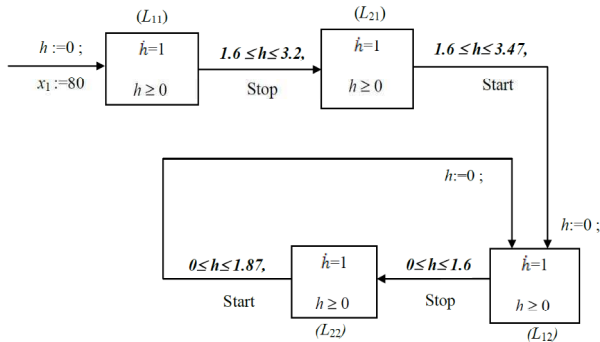 (L11)
(L21)
h :=0 ;
x1 :=80
ḣ=1
h ≥ 0
1.6 ≤h ≤ 3.2,
Stop
ḣ=1
h ≥ 0
1.6 ≤ h ≤ 3.47,
Start
h:=0 ;
h:=0 ;
0≤h≤1.87,
Start
ḣ=1
h ≥ 0
(L22)
0≤h≤1.6
Stop
ḣ=1
h ≥ 0
(L12)